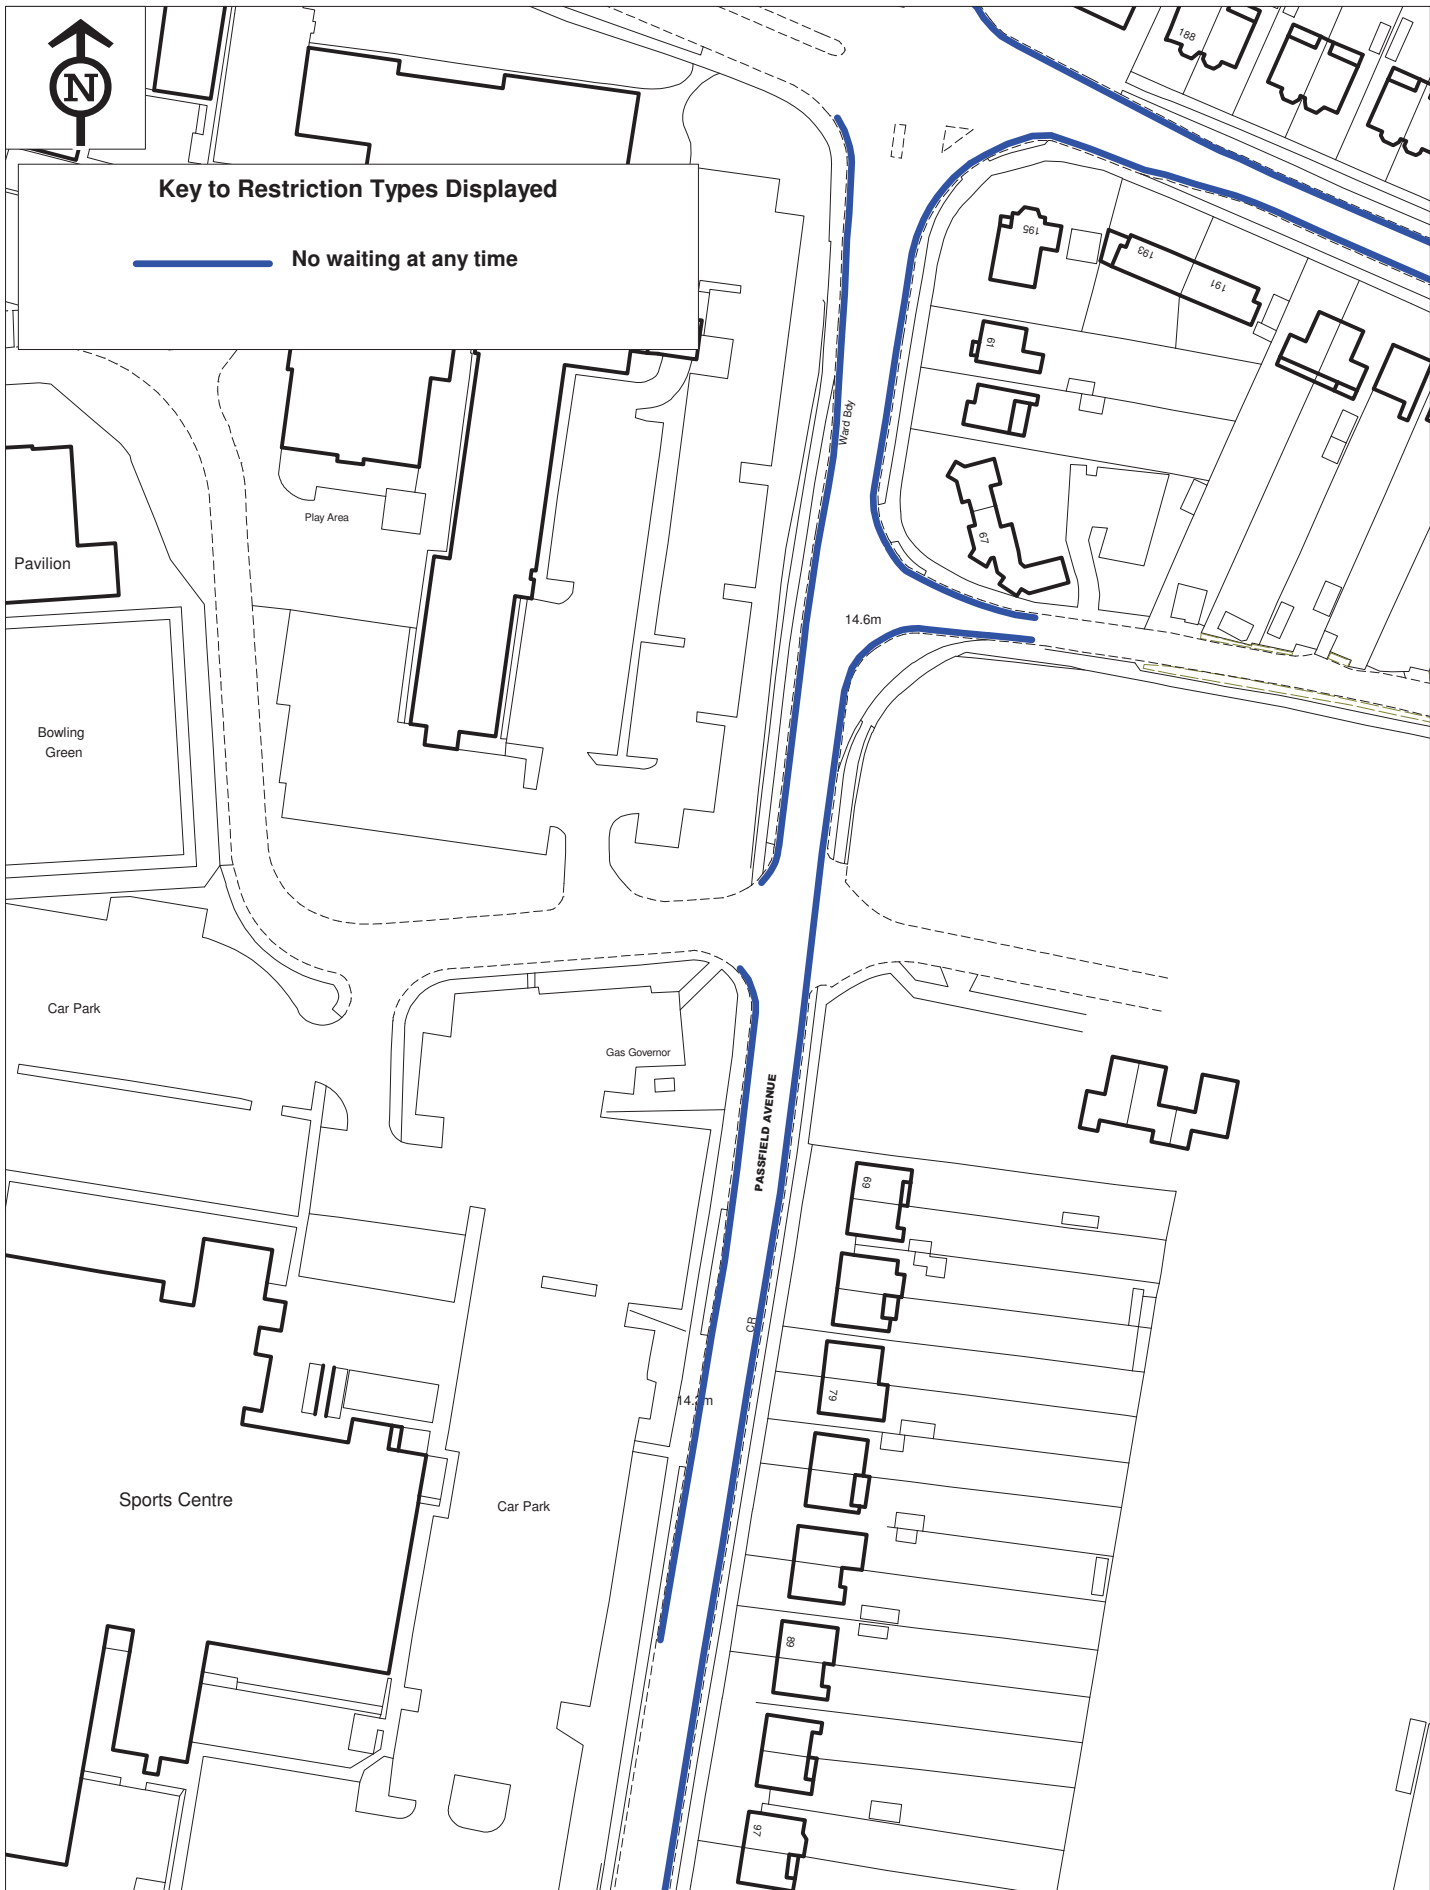 N
Key to Restriction Types Displayed
No waiting at any time
188
195
193
191
61
Ward Bdy
Play Area
67
Pavilion
14.6m
Bowling
Green
Car Park
Gas Governor
PASSFIELD AVENUE
69
CR
79
Sports Centre
Car Park
89
97